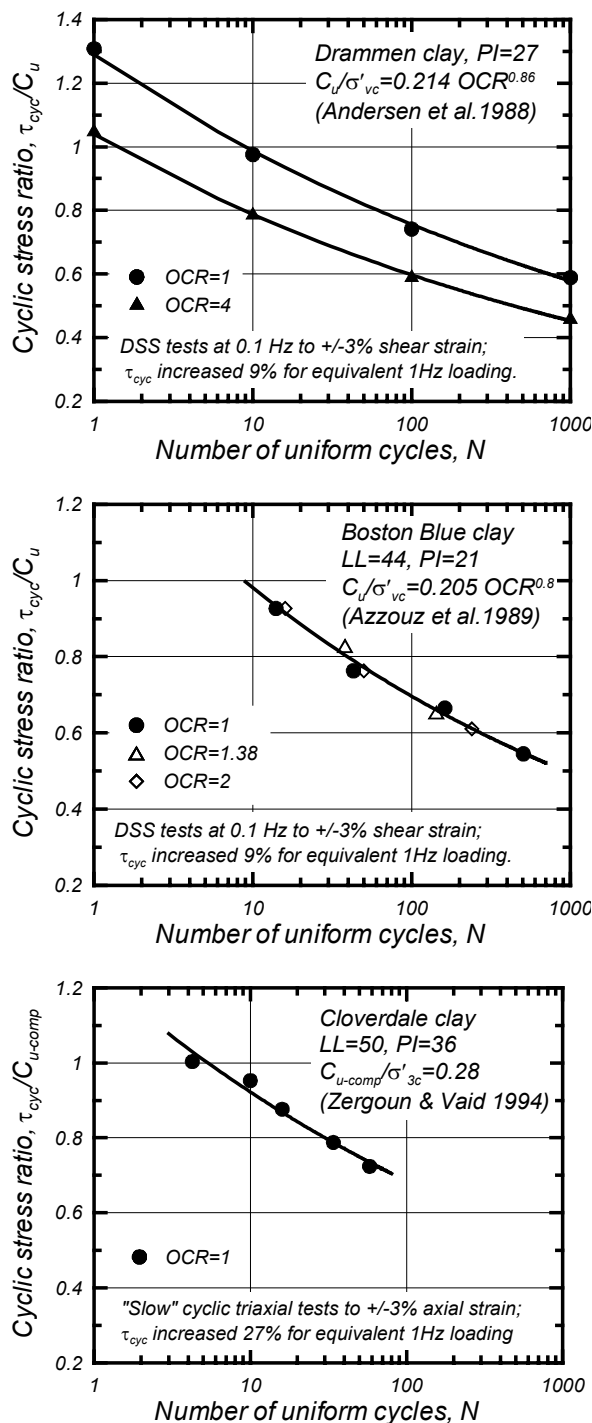 1.4
1.2
1
0.8
0.6
0.4
0.2
Cyclic stress ratio, τcyc/Cu
Drammen clay, PI=27
Cu/σ'vc=0.214 OCR^0.86
(Andersen et al.1988)
OCR=1
OCR=4
DSS tests at 0.1 Hz to +/-3% shear strain;
τcyc increased 9% for equivalent 1Hz loading.
1 10 100 1000
Number of uniform cycles, N
1.2
1
0.8
0.6
0.4
0.2
Cyclic stress ratio, τcyc/Cu
Boston Blue clay
LL=44, PI=21
Cu/σ'vc=0.205 OCR^0.8
(Azzouz et al.1989)
OCR=1
OCR=1.38
OCR=2
DSS tests at 0.1 Hz to +/-3% shear strain;
τcyc increased 9% for equivalent 1Hz loading.
1 10 100 1000
Number of uniform cycles, N
1.2
1
0.8
0.6
0.4
0.2
Cyclic stress ratio, τcyc/Cu-comp
Cloverdale clay
LL=50, PI=36
Cu-comp/σ'3c=0.28
(Zergoun & Vaid 1994)
OCR=1
"Slow" cyclic triaxial tests to +/-3% axial strain;
τcyc increased 27% for equivalent 1Hz loading
1 10 100 1000
Number of uniform cycles, N